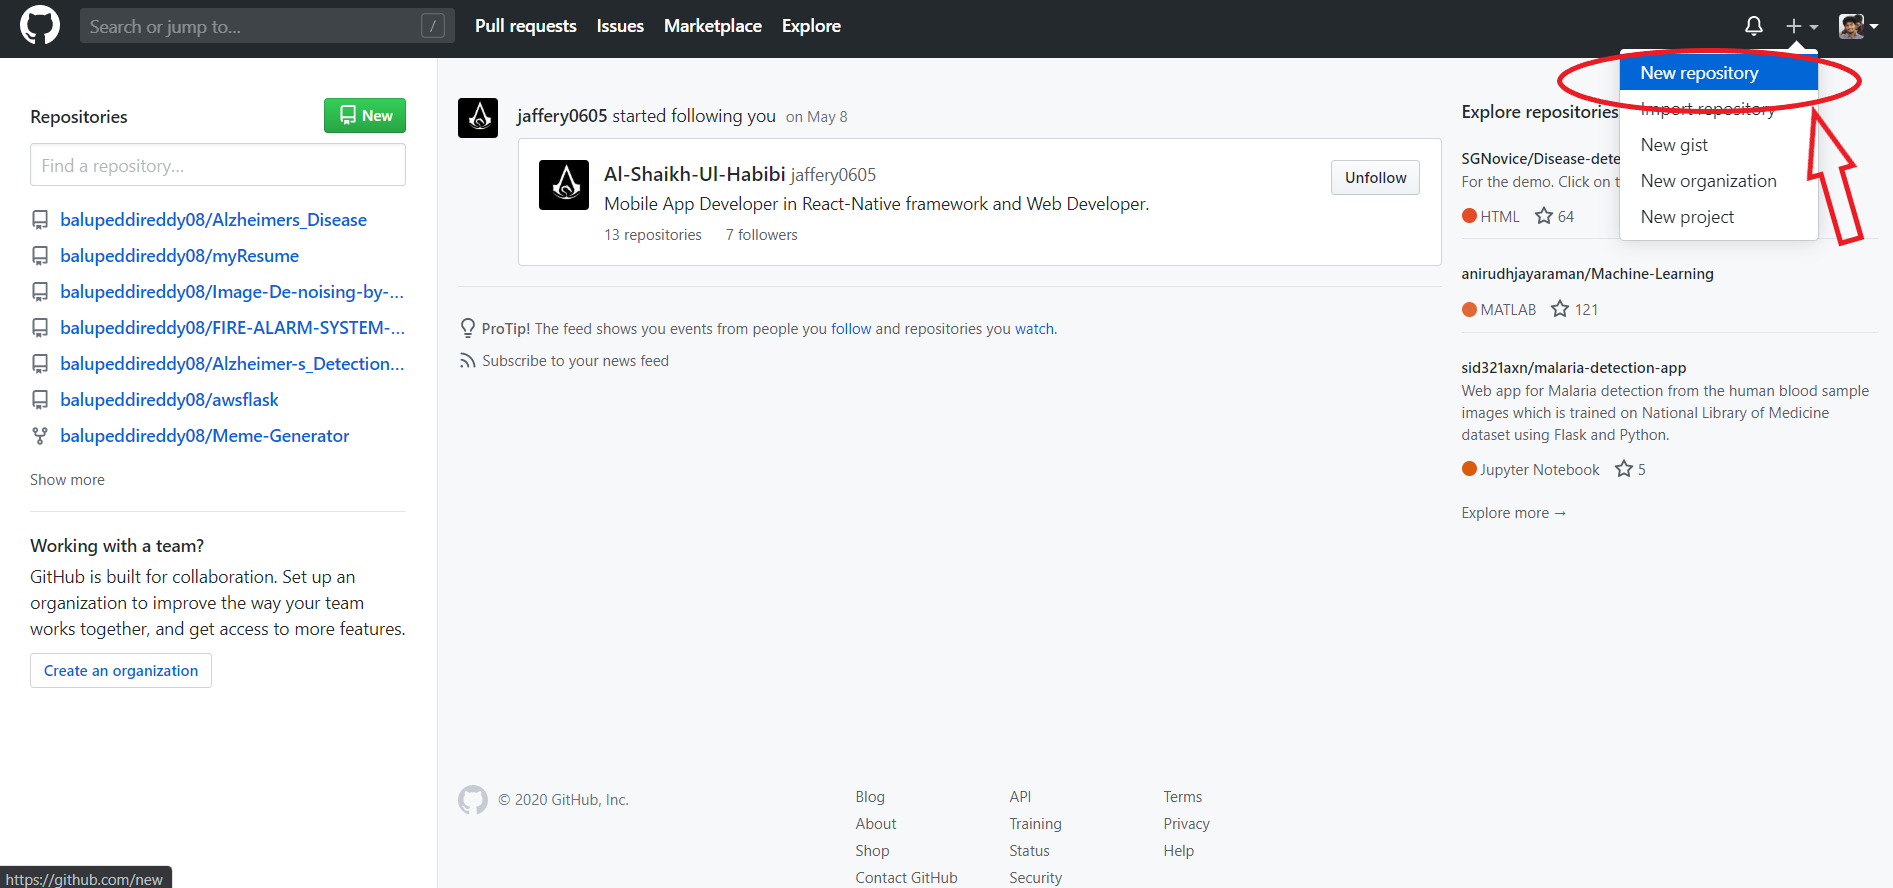 Search or jump to...
/
Pull requests
Issues
Marketplace
Explore
New repository
Import repository
New gist
New organization
New project
Repositories
New
Find a repository...
balupeddireddy08/Alzheimers_Disease
balupeddireddy08/myResume
balupeddireddy08/Image-De-noising-by-...
balupeddireddy08/FIRE-ALARM-SYSTEM-...
balupeddireddy08/Alzheimer-s_Detection...
balupeddireddy08/awsflask
balupeddireddy08/Meme-Generator
Show more
Working with a team?
GitHub is built for collaboration. Set up an
organization to improve the way your team
works together, and get access to more features.
Create an organization
jaffery0605 started following you on May 8
Al-Shaikh-Ul-Habibi jaffery0605
Mobile App Developer in React-Native framework and Web Developer.
13 repositories 7 followers
Unfollow
ProTip! The feed shows you events from people you follow and repositories you watch.
Subscribe to your news feed
Explore repositories
SGNovice/Disease-dete
For the demo. Click on t
HTML 64
anirudhjayaraman/Machine-Learning
MATLAB 121
sid321axn/malaria-detection-app
Web app for Malaria detection from the human blood sample
images which is trained on National Library of Medicine
dataset using Flask and Python.
Jupyter Notebook 5
Explore more →
© 2020 GitHub, Inc.
Blog
About
Shop
Contact GitHub
API
Training
Status
Security
Terms
Privacy
Help
https://github.com/new